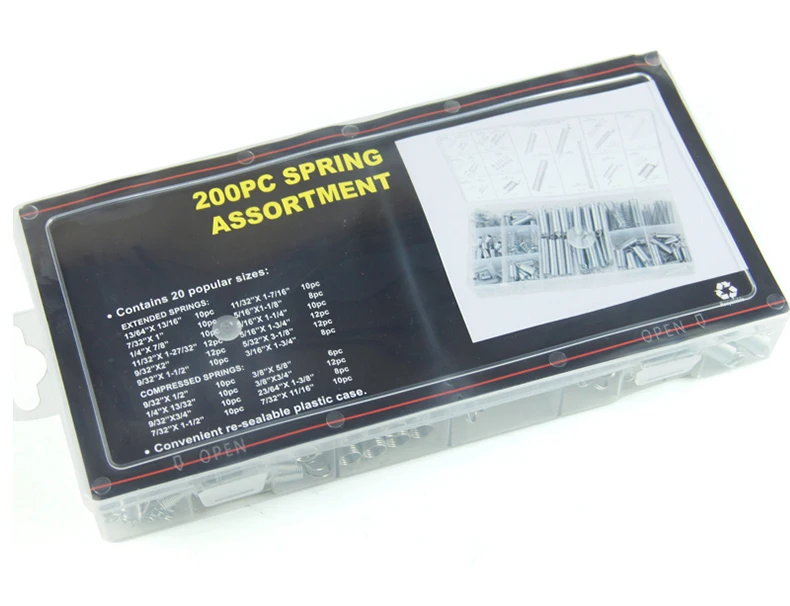 200PC SPRING
ASSORTMENT
• Contains 20 popular sizes:
EXTENDED SPRINGS:
13/64"X 13/16" 10pc
7/32"X 1" 10pc
1/4"X 7/8" 10pc
11/32"X 1-27/32" 12pc
9/32"X2" 12pc
9/32"X 1-1/2" 10pc
11/32"X 1-7/16" 10pc
5/16"X1-1/8" 8pc
1-1/4" 10pc
5/16"X 1-3/4" 12pc
5/32"X 3-1/8" 12pc
3/16"X 1-3/4" 8pc
COMPRESSED SPRINGS:
9/32"X 1/2" 10pc
1/4"X 13/32" 10pc
9/32"X3/4" 10pc
7/32"X 1-1/2" 10pc
3/8"X 5/8" 6pc
3/8"X3/4" 12pc
23/64"X 1-3/8" 8pc
7/32"X 11/16" 10pc
• Convenient re-sealable plastic case.
OPEN
OPEN